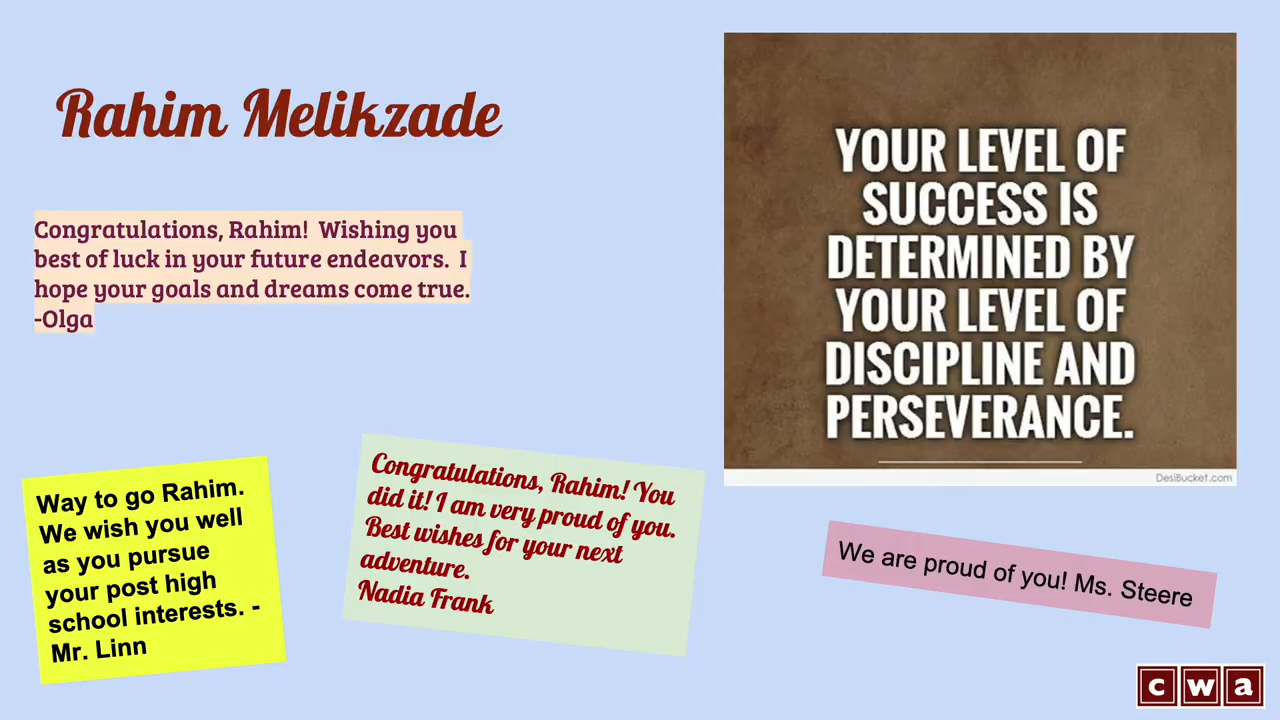 Rahim Melikzade
Congratulations, Rahim!  Wishing you
best of luck in your future endeavors.  I
hope your goals and dreams come true.
-Olga
YOUR LEVEL OF
SUCCESS IS
DETERMINED BY
YOUR LEVEL OF
DISCIPLINE AND
PERSEVERANCE.
DesiBucket.com
Way to go Rahim.
We wish you well
as you pursue
your post high
school interests. -
Mr. Linn
Congratulations, Rahim! You
did it! I am very proud of you.
Best wishes for your next
adventure.
Nadia Frank
We are proud of you! Ms. Steere
cwa